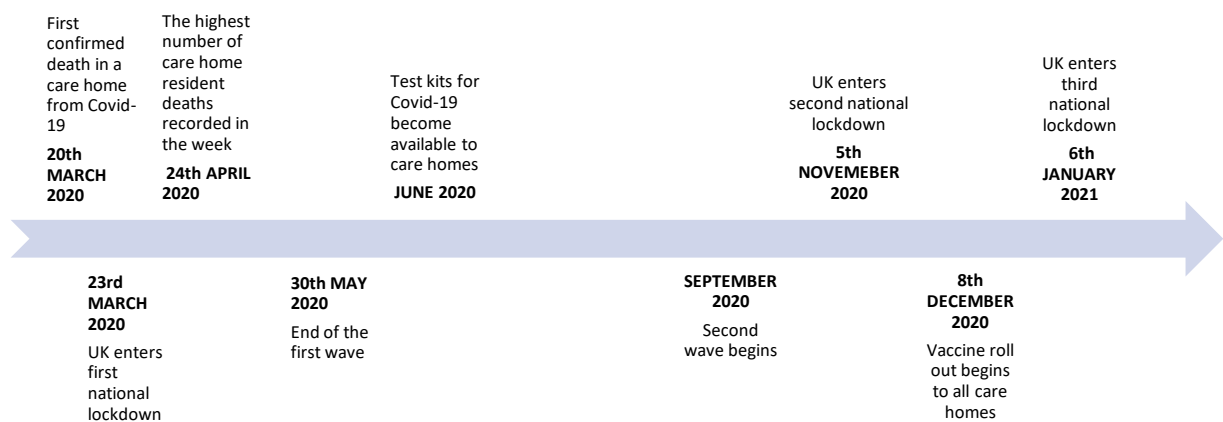 First
confirmed
death in a
care home
from Covid-
19
20th
MARCH
2020
The highest
number of
care home
resident
deaths
recorded in
the week
24th APRIL
2020
Test kits for
Covid-19
become
available to
care homes
JUNE 2020
UK enters
second national
lockdown
5th
NOVEMEBER
2020
UK enters
third
national
lockdown
6th
JANUARY
2021
23rd
MARCH
2020
UK enters
first
national
lockdown
30th MAY
2020
End of the
first wave
SEPTEMBER
2020
Second
wave begins
8th
DECEMBER
2020
Vaccine roll
out begins
to all care
homes